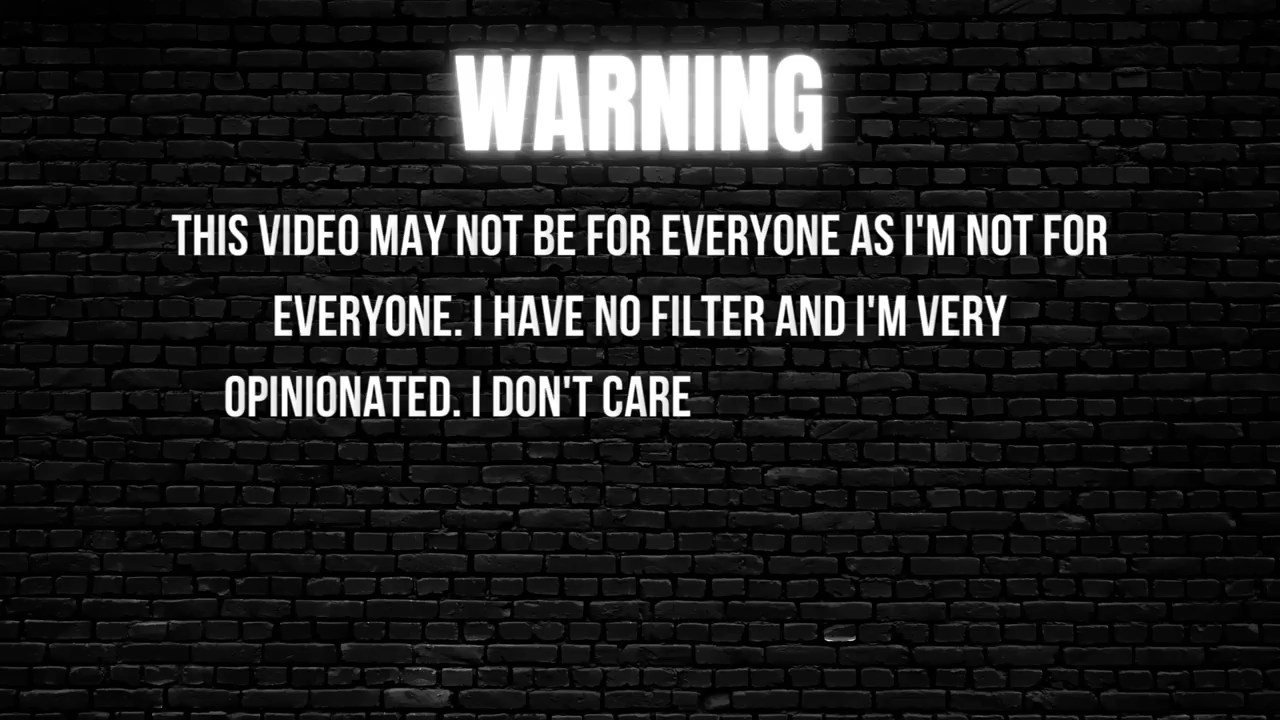 WARNING
THIS VIDEO MAY NOT BE FOR EVERYONE AS I'M NOT FOR
EVERYONE. I HAVE NO FILTER AND I'M VERY
OPINIONATED. I DON'T CARE